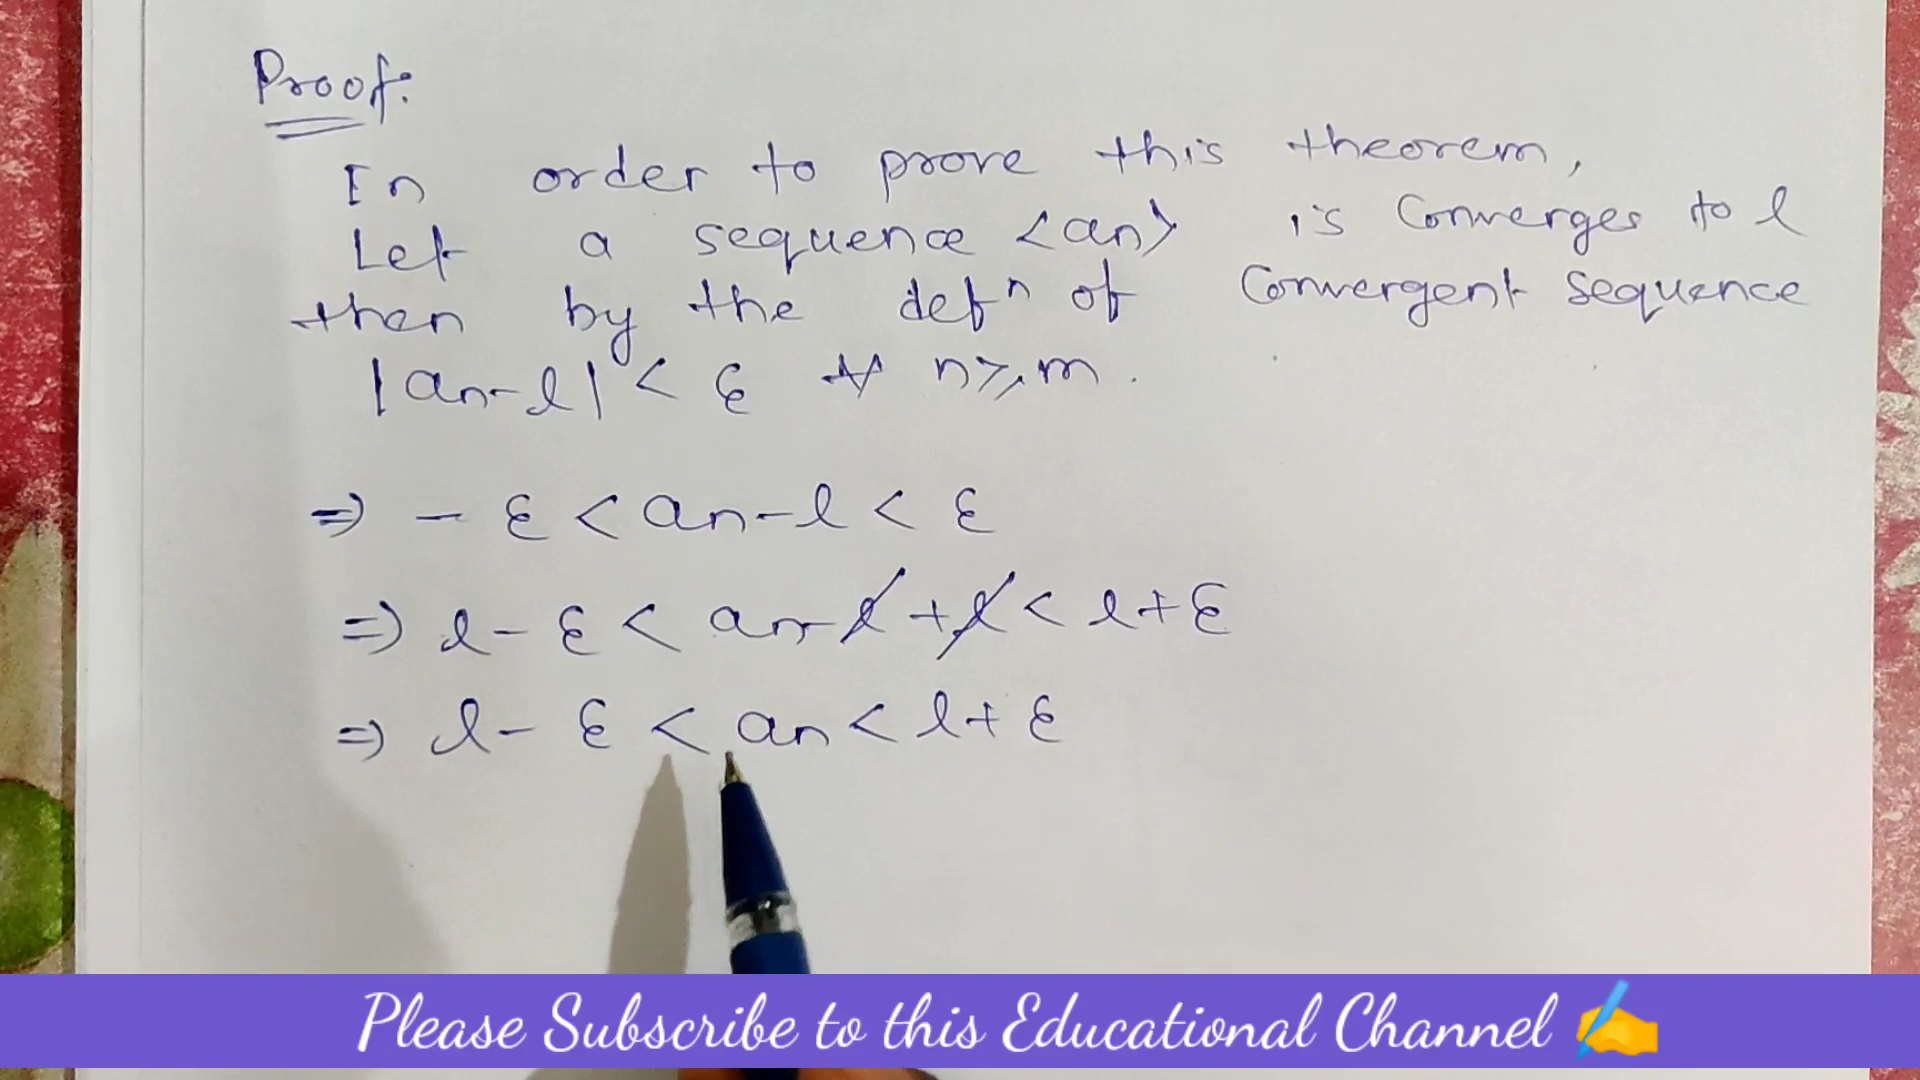 Proof:
In order to prove this theorem,
Let a sequence <an> is Converges to l
then by the defⁿ of Convergent sequence
|an-l| < ε ∀ n≥m.
⇒ - ε < an-l < ε
⇒ l - ε < an-l + l < l + ε
⇒ l - ε < an < l + ε
Please Subscribe to this Educational Channel ✍